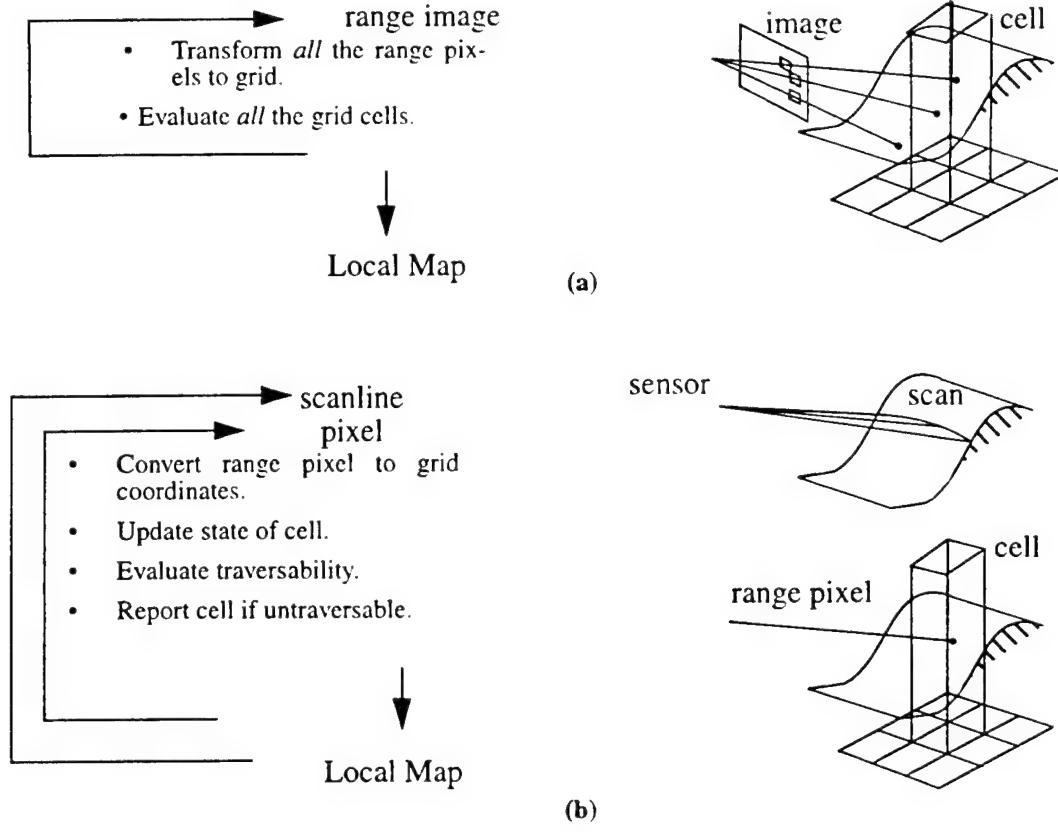 range image
• Transform all the range pix-
els to grid.
• Evaluate all the grid cells.
Local Map
image
cell
(a)
scanline
pixel
• Convert range pixel to grid
coordinates.
• Update state of cell.
• Evaluate traversability.
• Report cell if untraversable.
Local Map
sensor
scan
cell
range pixel
(b)